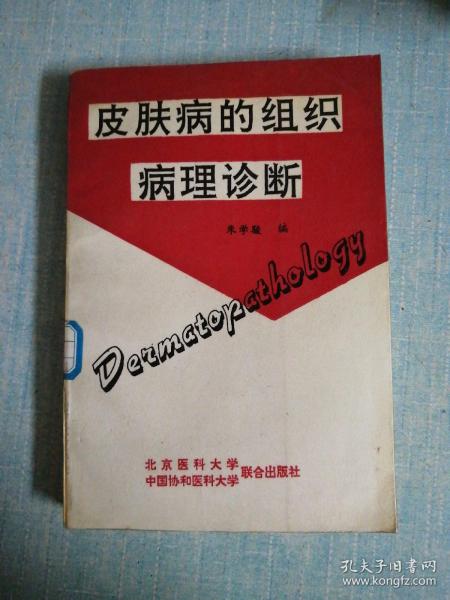 皮肤病的组织
病理诊断
朱学骏 编
Dermatopathology
北京医科大学
中国协和医科大学
联合出版社
孔夫子旧书网
www.kongfz.com